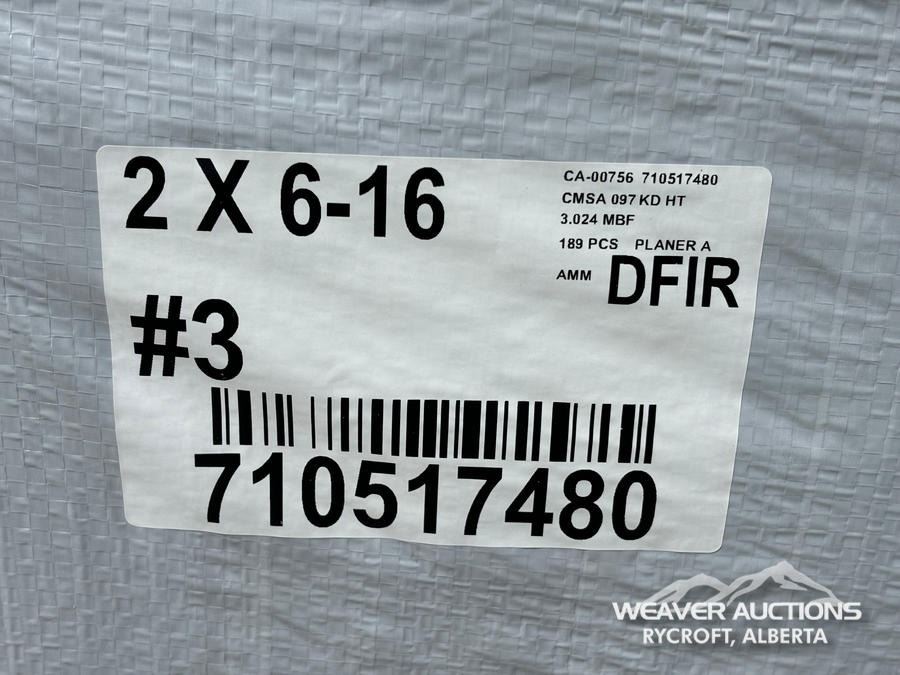 2 X 6-16
CA-00756 710517480
CMSA 097 KD HT
3.024 MBF
189 PCS PLANER A
AMM DFIR
#3
710517480
WEAVER AUCTIONS
RYCROFT, ALBERTA